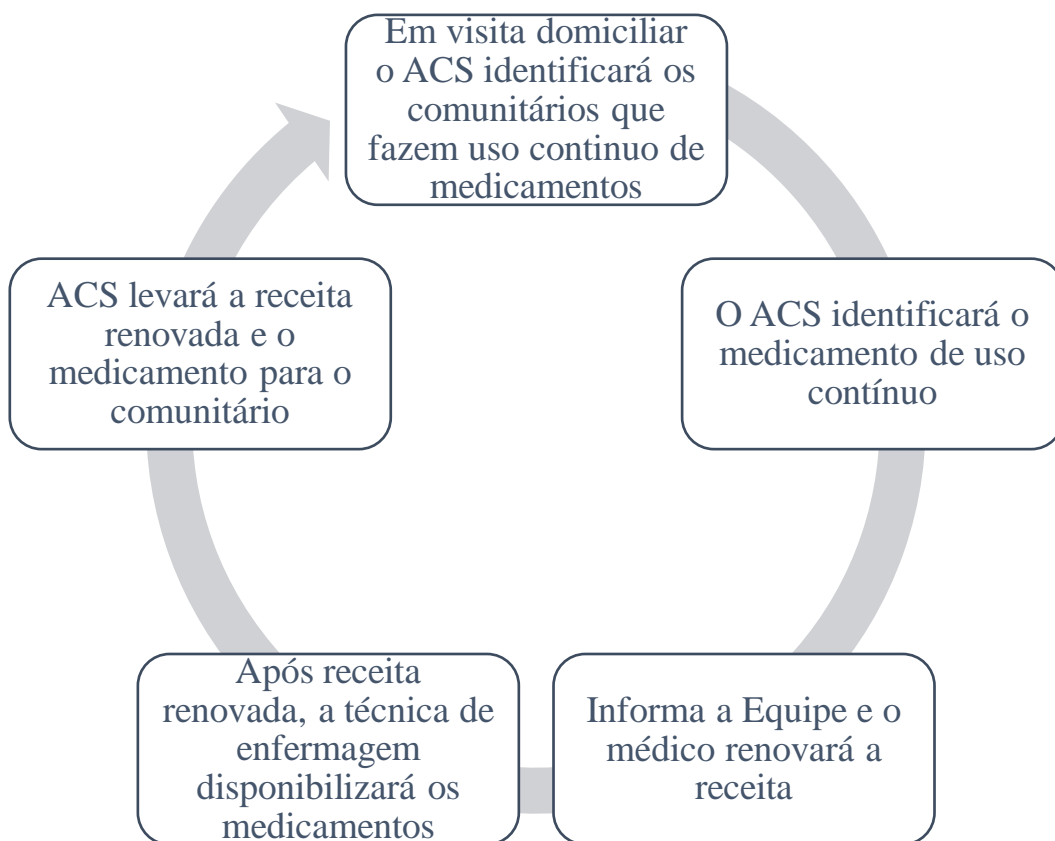 Em visita domiciliar
o ACS identificará os
comunitários que
fazem uso continuo de
medicamentos
O ACS identificará o
medicamento de uso
contínuo
Informa a Equipe e o
médico renovará a
receita
Após receita
renovada, a técnica de
enfermagem
disponibilizará os
medicamentos
ACS levará a receita
renovada e o
medicamento para o
comunitário